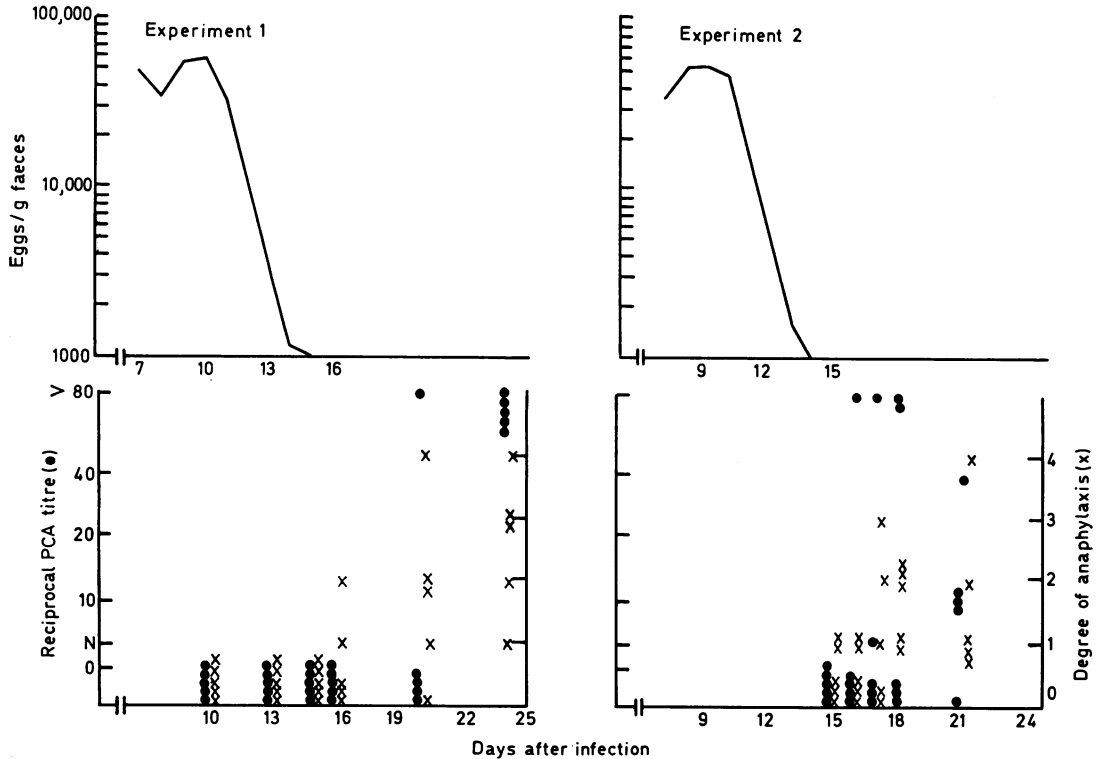 Experiment 1
Experiment 2
Eggs/g faeces
100,000
10,000
1000
7 10 13 16
9 12 15
Reciprocal PCA titre (●)
V 80
40
20
10
N
0
10 13 16 19 22 25
9 12 15 16 18 21 24
4
3
2
1
0
Degree of anaphylaxis (x)
Days after infection